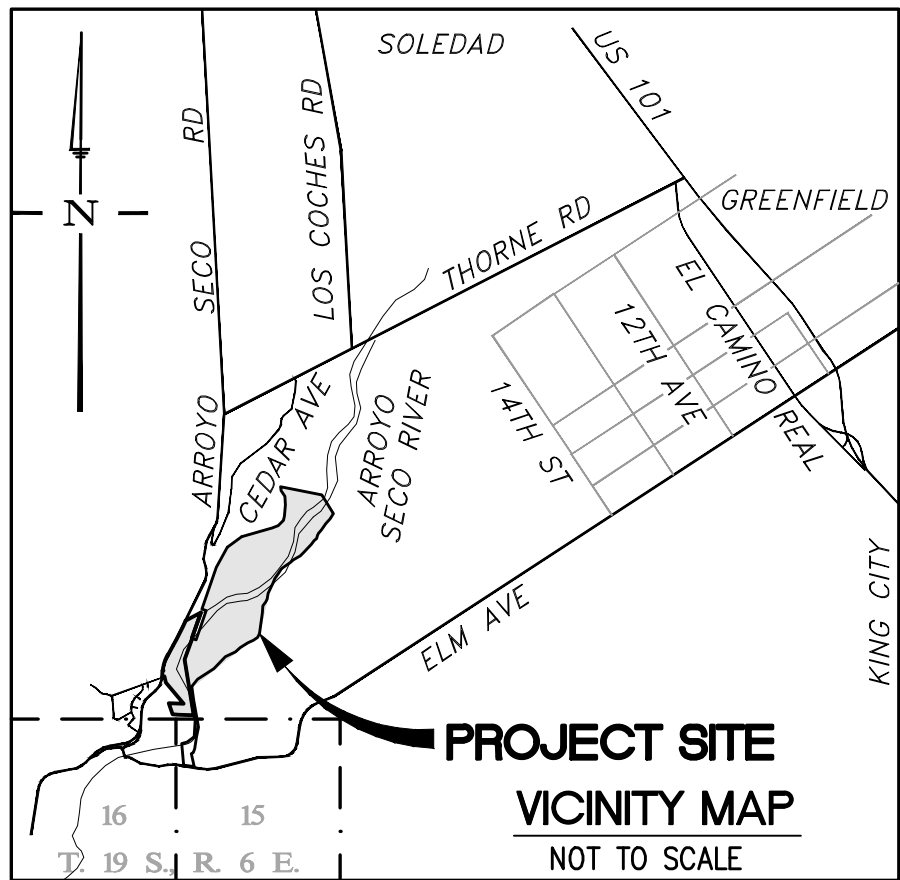 SOLEDAD
US 101
ARROYO SECO RD
LOS COCHES RD
N
GREENFIELD
THORNE RD
EL CAMINO REAL
12TH AVE
14TH ST
CEDAR AVE
ARROYO
SECO RIVER
ELM AVE
KING CITY
PROJECT SITE
VICINITY MAP
NOT TO SCALE
16
15
T. 19 S., R. 6 E.